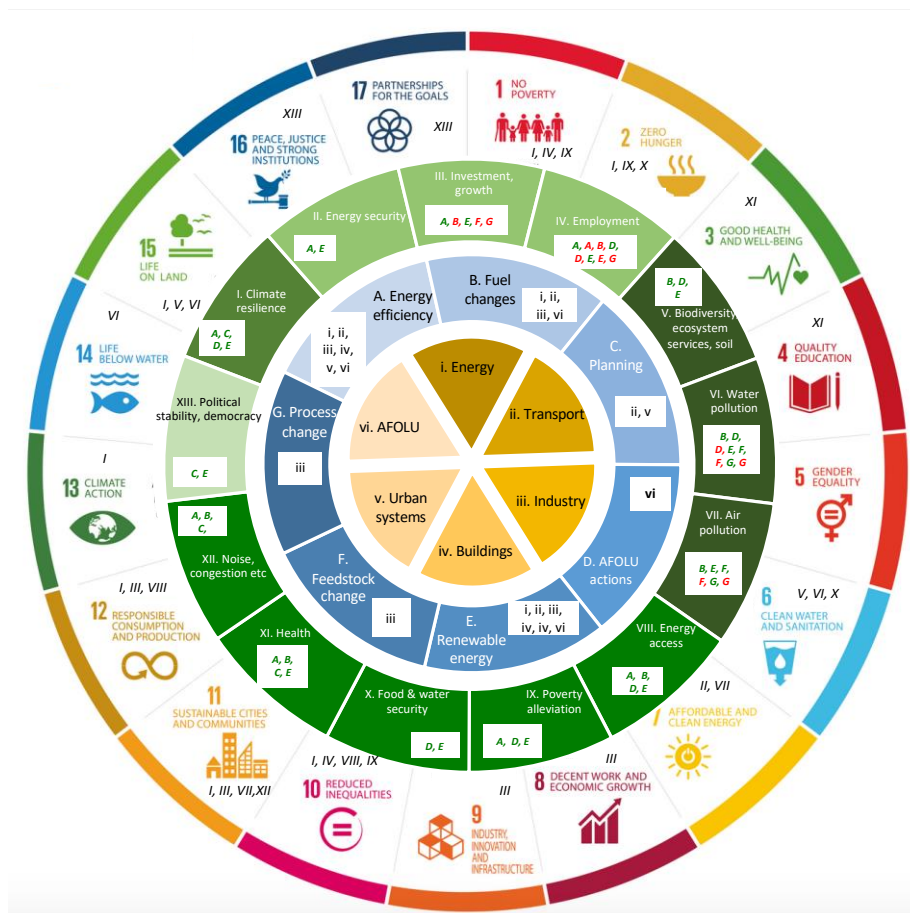 17 PARTNERSHIPS
FOR THE GOALS
XIII
1 NO
POVERTY
I, IV, IX
2 ZERO
HUNGER
I, IX, X
XI
3 GOOD HEALTH
AND WELL-BEING
XI
4 QUALITY
EDUCATION
5 GENDER
EQUALITY
6 V, VI, X
CLEAN WATER
AND SANITATION
II, VII
7 AFFORDABLE AND
CLEAN ENERGY
III
8 DECENT WORK AND
ECONOMIC GROWTH
III
9
INDUSTRY,
INNOVATION
AND
INFRASTRUCTURE
I, IV, VIII, IX
10 REDUCED
INEQUALITIES
11
SUSTAINABLE CITIES
AND COMMUNITIES
I, III, VII,XII
I, III, VIII
12 RESPONSIBLE
CONSUMPTION
AND PRODUCTION
I
13 CLIMATE
ACTION
VI
14 LIFE
BELOW WATER
15
LIFE
ON LAND
I, V, VI
XIII
16 PEACE, JUSTICE
AND STRONG
INSTITUTIONS
I. Climate
resilience
A, C,
D, E
II. Energy security
A, E
III. Investment,
growth
A, B, E, F, G
IV. Employment
A, A, B, D,
D, E, E, G
B, D,
E
V. Biodiversity,
ecosystem
services, soil
VI. Water
pollution
B, D,
D, E, F,
F, G, G
VII. Air
pollution
B, E, F,
F, G, G
VIII. Energy
access
A, B,
D, E
IX. Poverty
alleviation
A, D, E
X. Food & water
security
D, E
XI. Health
A, B,
C, E
A, B,
C,
XII. Noise,
congestion etc
XIII. Political
stability, democracy
C, E
A. Energy
efficiency
i, ii,
iii, iv,
v, vi
B. Fuel
changes
i, ii,
iii, vi
C.
Planning
ii, v
vi
D. AFOLU
actions
E.
Renewable
energy
i, ii, iii,
iv, iv, vi
F.
Feedstock
change
iii
G. Process
change
iii
i. Energy
ii. Transport
iii. Industry
iv. Buildings
v. Urban
systems
vi. AFOLU